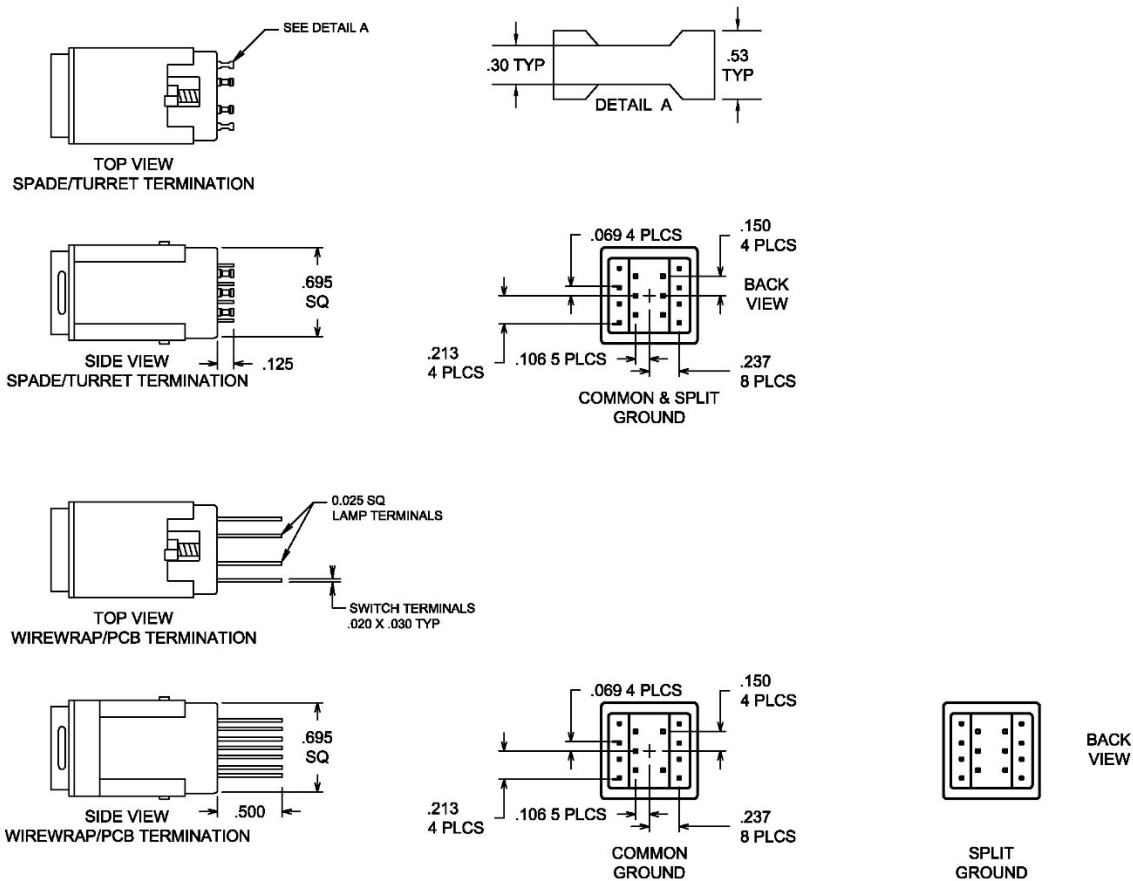 SEE DETAIL A
.30 TYP
.53
TYP
DETAIL A
TOP VIEW
SPADE/TURRET TERMINATION
.069 4 PLCS
.150
4 PLCS
.695
SQ
BACK
VIEW
SIDE VIEW
SPADE/TURRET TERMINATION
.125
.213
4 PLCS
.106 5 PLCS
.237
8 PLCS
COMMON & SPLIT
GROUND
0.025 SQ
LAMP TERMINALS
SWITCH TERMINALS
.020 X .030 TYP
TOP VIEW
WIREWRAP/PCB TERMINATION
.069 4 PLCS
.150
4 PLCS
.695
SQ
BACK
VIEW
SIDE VIEW
WIREWRAP/PCB TERMINATION
.500
.213
4 PLCS
.106 5 PLCS
.237
8 PLCS
COMMON
GROUND
SPLIT
GROUND